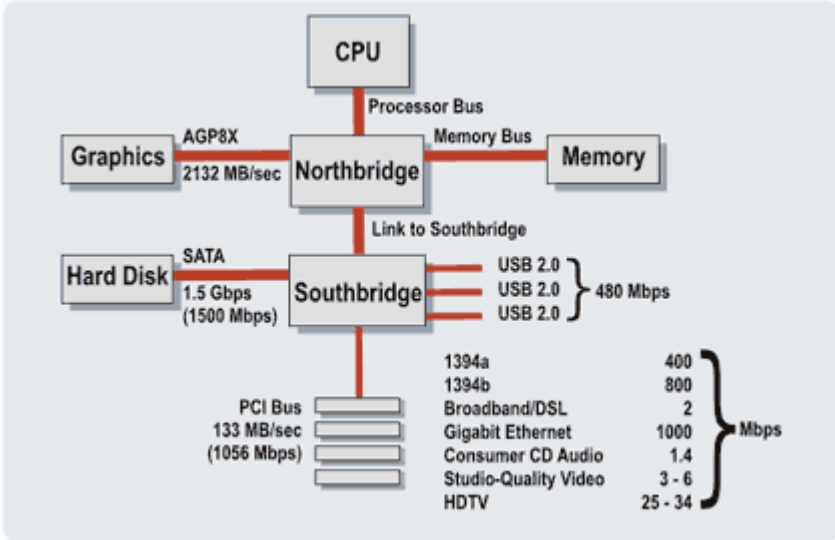 CPU
Processor Bus
AGP8X
Memory Bus
Graphics
Northbridge
Memory
2132 MB/sec
Link to Southbridge
SATA
USB 2.0
Hard Disk
Southbridge
USB 2.0
480 Mbps
1.5 Gbps
(1500 Mbps)
USB 2.0
PCI Bus
133 MB/sec
(1056 Mbps)
1394a 400
1394b 800
Broadband/DSL 2
Gigabit Ethernet 1000
Consumer CD Audio 1.4
Studio-Quality Video 3 - 6
HDTV 25 - 34
Mbps